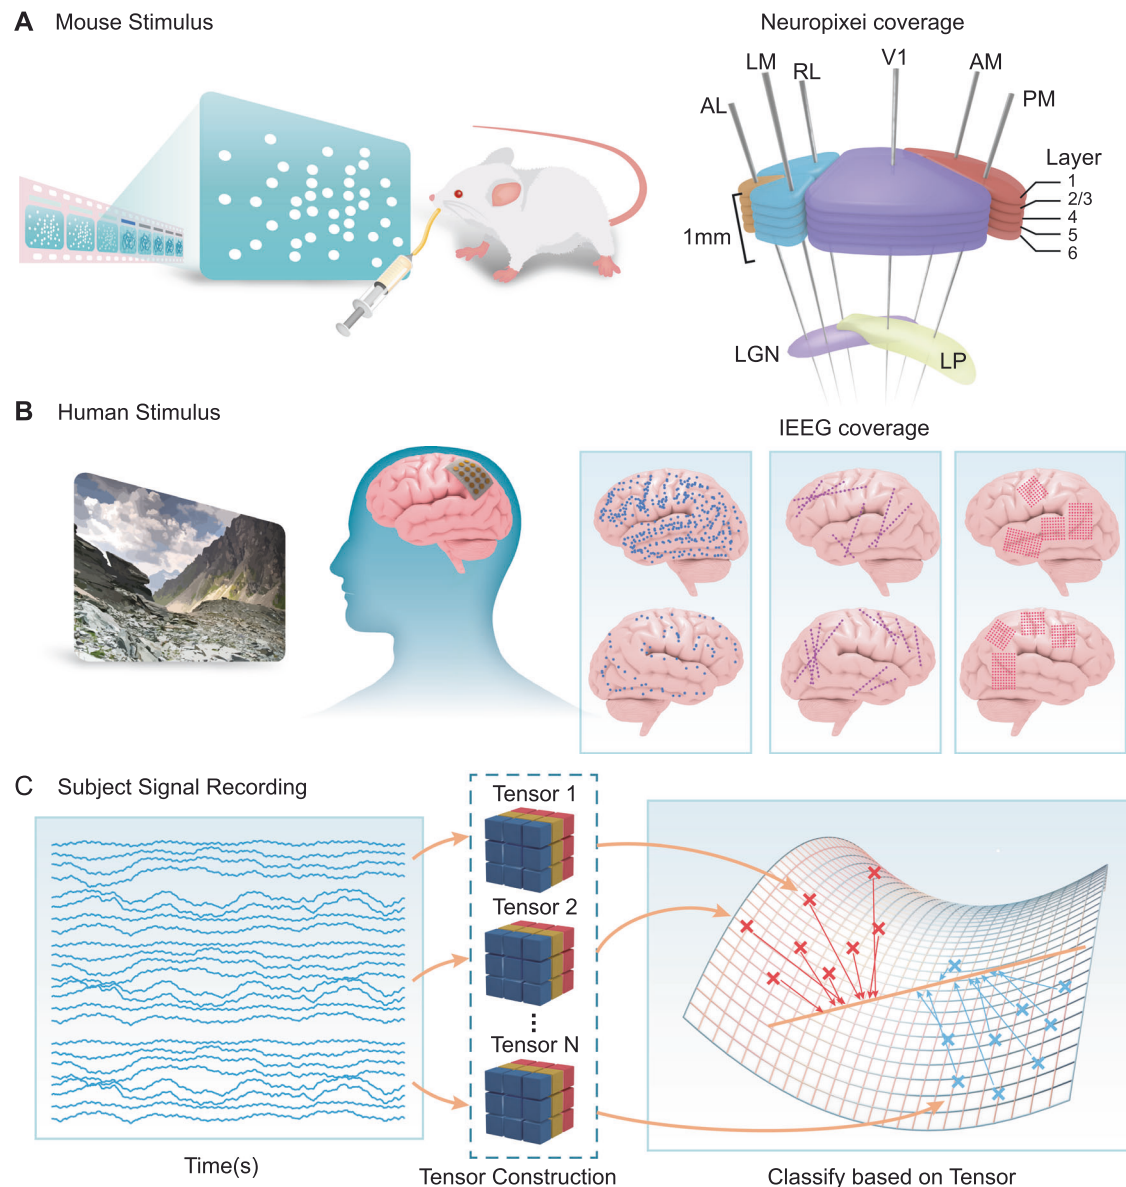 A Mouse Stimulus
Neuropixei coverage
LM
RL
V1
AM
AL
PM
Layer
1
2/3
4
5
6
1mm
LGN
LP
B Human Stimulus
IEEG coverage
C Subject Signal Recording
Tensor 1
Tensor 2
Tensor N
Time(s)
Tensor Construction
Classify based on Tensor